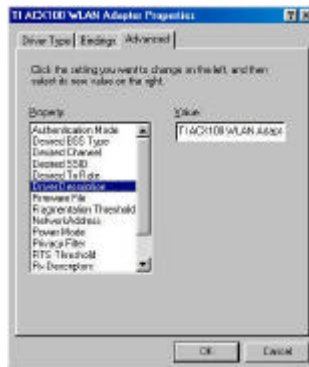 TI ACX100 WLAN Adapter Properties
Driver Type
Bindings
Advanced
Click the setting you want to change on the left, and then
select its new value on the right.
Property:
Value:
Authentication Mode
Desired BSS Type
Desired Channel
Desired SSID
Desired Tx Rate
Driver Description
Firmware File
Fragmentation Threshold
Network Address
Power Mode
Privacy Filter
RTS Threshold
Rx Descriptors
TI ACX100 WLAN Adapt
OK
Cancel